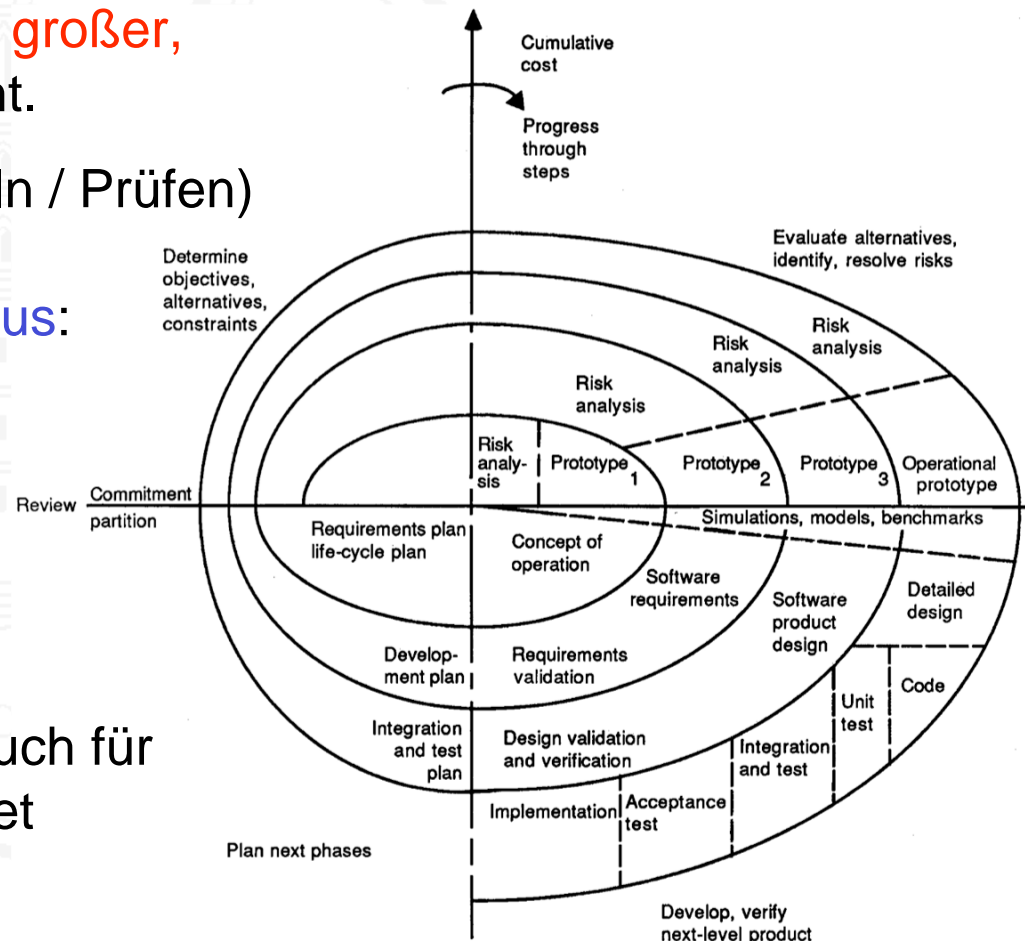 großer,
nt.
ln / Prüfen)
us:
uch für
et
Cumulative
cost
Progress
through
steps
Determine
objectives,
alternatives,
constraints
Evaluate alternatives,
identify, resolve risks
Risk
analysis
Risk
analysis
Risk
analysis
Risk
analy-
sis
Prototype 1
Prototype 2
Prototype 3
Operational
prototype
Review
Commitment
partition
Simulations, models, benchmarks
Requirements plan
life-cycle plan
Concept of
operation
Software
requirements
Software
product
design
Detailed
design
Develop-
ment plan
Requirements
validation
Code
Unit
test
Integration
and test
plan
Design validation
and verification
Integration
and test
Implementation
Acceptance
test
Plan next phases
Develop, verify
next-level product